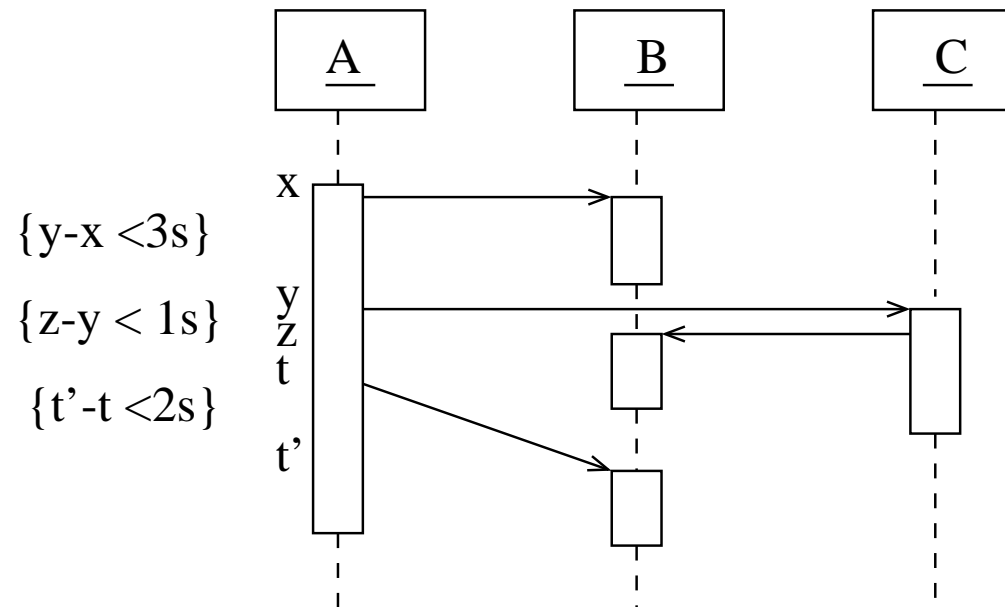 A
B
C
x
{y-x <3s}
y
{z-y < 1s}
z
t
{t’-t <2s}
t’